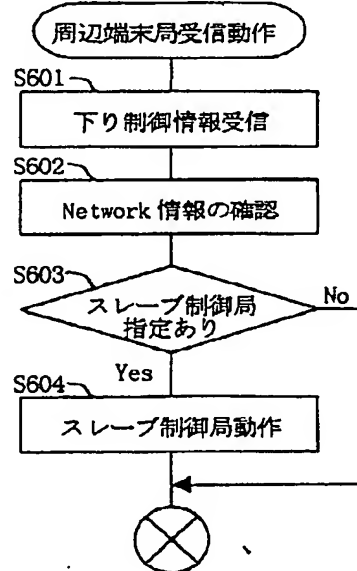 周辺端末局受信動作
S601
下り制御情報受信
S602
Network 情報の確認
S603
スレーブ制御局
指定あり
No
Yes
S604
スレーブ制御局動作